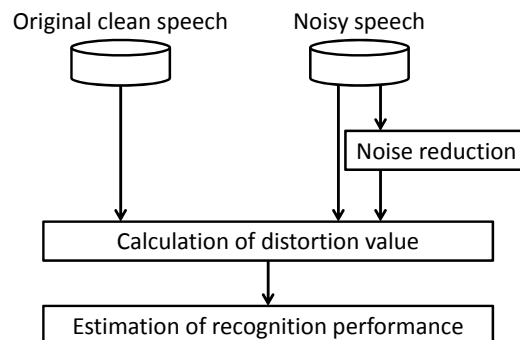 Original clean speech
Noisy speech
Noise reduction
Calculation of distortion value
Estimation of recognition performance